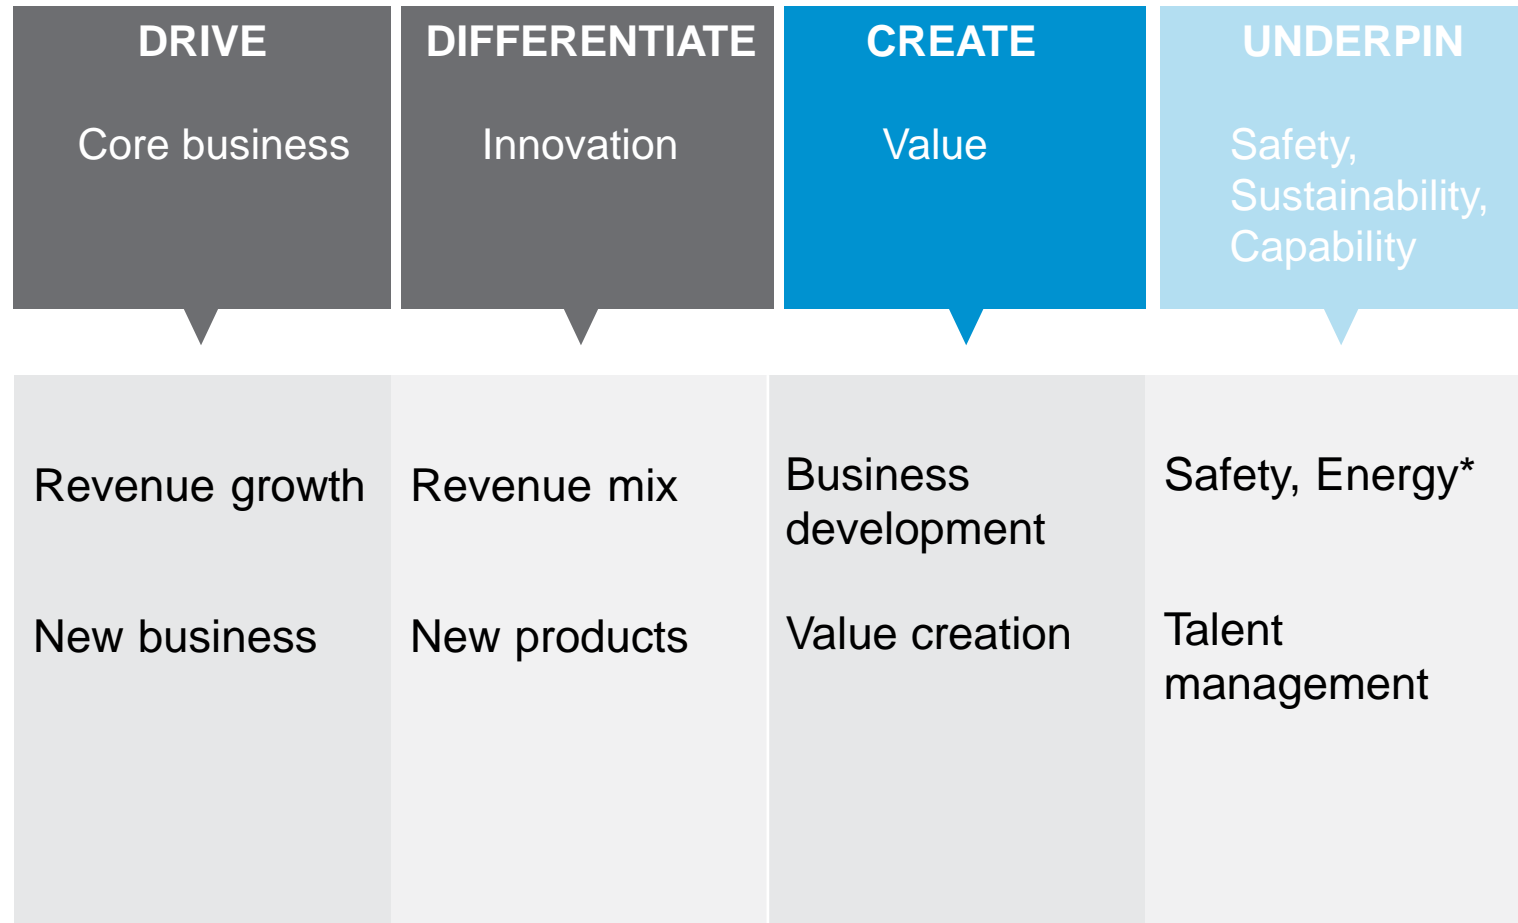 DRIVE
Core business
DIFFERENTIATE
Innovation
CREATE
Value
UNDERPIN
Safety,
Sustainability,
Capability
Revenue growth
New business
Revenue mix
New products
Business
development
Value creation
Safety, Energy*
Talent
management